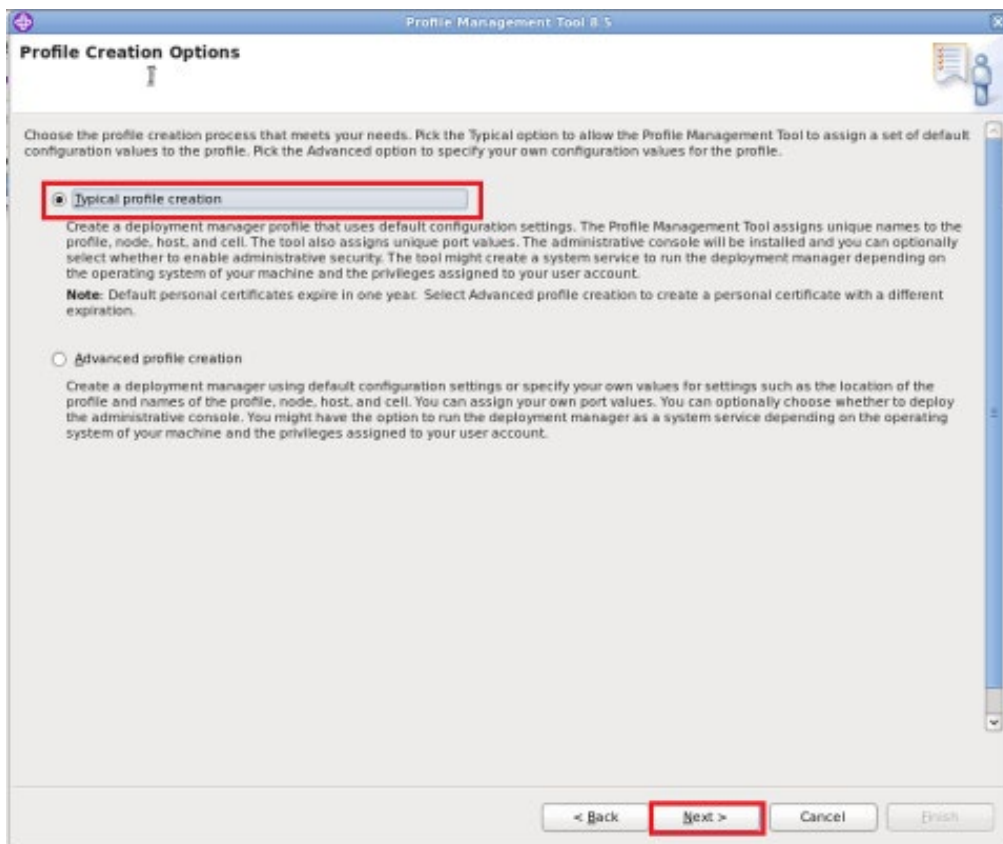 Profile Management Tool 8.5
Profile Creation Options
Choose the profile creation process that meets your needs. Pick the Typical option to allow the Profile Management Tool to assign a set of default
configuration values to the profile. Pick the Advanced option to specify your own configuration values for the profile.
Typical profile creation
Create a deployment manager profile that uses default configuration settings. The Profile Management Tool assigns unique names to the
profile, node, host, and cell. The tool also assigns unique port values. The administrative console will be installed and you can optionally
select whether to enable administrative security. The tool might create a system service to run the deployment manager depending on
the operating system of your machine and the privileges assigned to your user account.
Note: Default personal certificates expire in one year. Select Advanced profile creation to create a personal certificate with a different
expiration.
Advanced profile creation
Create a deployment manager using default configuration settings or specify your own values for settings such as the location of the
profile and names of the profile, node, host, and cell. You can assign your own port values. You can optionally choose whether to deploy
the administrative console. You might have the option to run the deployment manager as a system service depending on the operating
system of your machine and the privileges assigned to your user account.
< Back Next > Cancel Finish